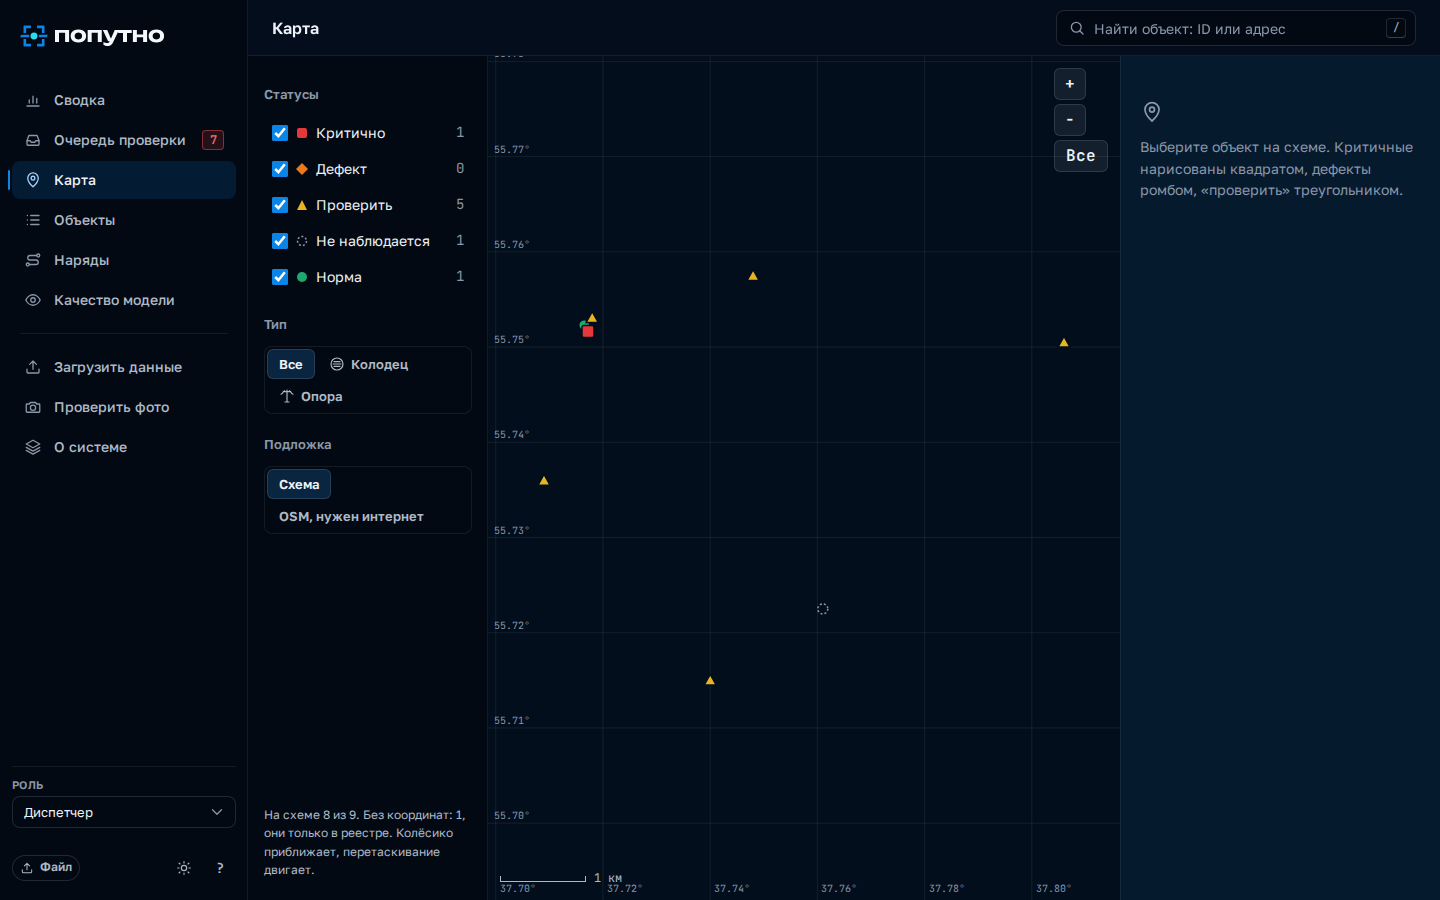 ПОПУТНО
Сводка
Очередь проверки 7
Карта
Объекты
Наряды
Качество модели
Загрузить данные
Проверить фото
О системе
РОЛЬ
Диспетчер
Файл ?
Карта
Найти объект: ID или адрес /
Статусы
Критично 1
Дефект 0
Проверить 5
Не наблюдается 1
Норма 1
Тип
Все Колодец
Опора
Подложка
Схема
OSM, нужен интернет
На схеме 8 из 9. Без координат: 1,
они только в реестре. Колёсико
приближает, перетаскивание
двигает.
+
-
Все
55.77°
55.76°
55.75°
55.74°
55.73°
55.72°
55.71°
55.70°
1 км
37.70° 37.72° 37.74° 37.76° 37.78° 37.80°
Выберите объект на схеме. Критичные
нарисованы квадратом, дефекты
ромбом, «проверить» треугольником.